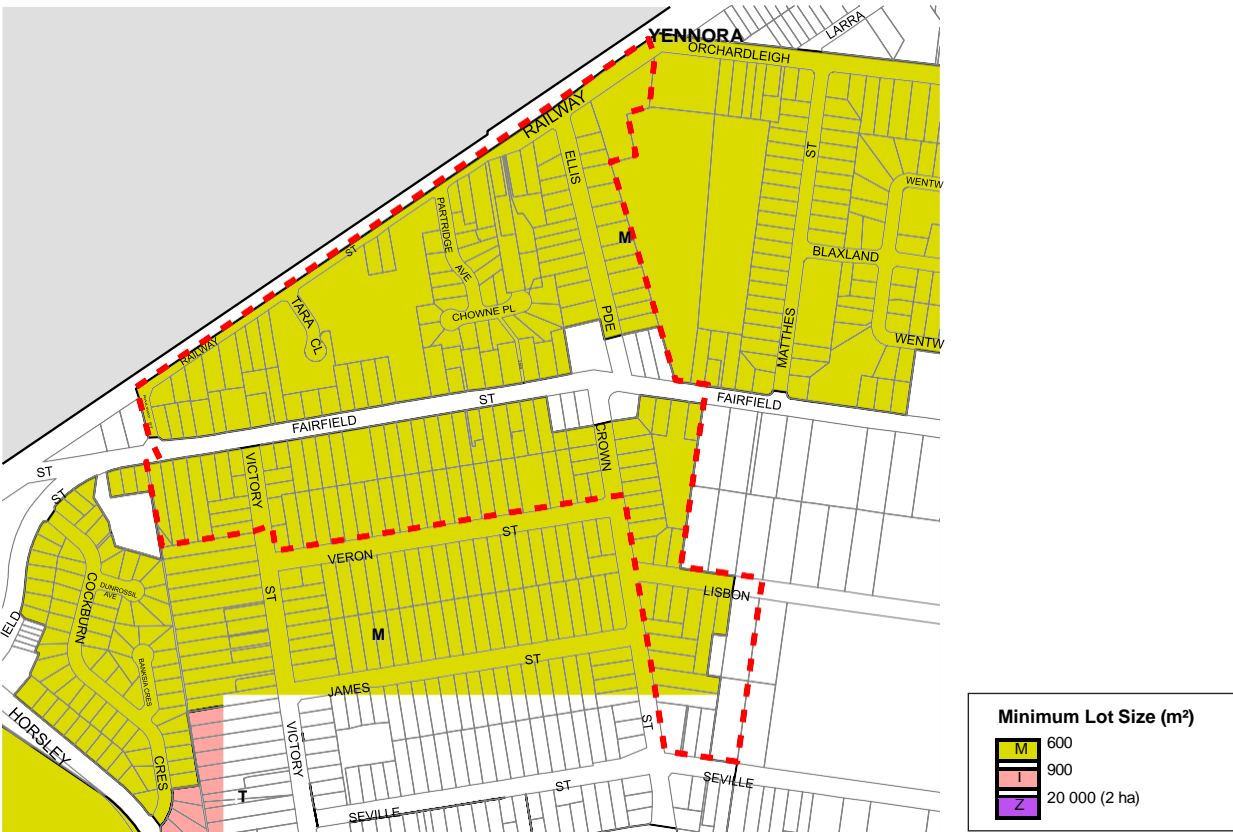 YENNORA
LARRA
ORCHARDLEIGH
RAILWAY
ELLIS
ST
PARTRIDGE
WENTW
M
ST
BLAXLAND
AVE
TARA
CHOWNE PL
PDE
CL
MATTHES
WENTW
RAILWAY
ST
FAIRFIELD
FAIRFIELD
CROWN
VICTORY
ST
ST
ST
VERON
COCKBURN
DUNROSSIL
AVE
ST
LISBON
IELD
M
BANKSIA CRES
ST
JAMES
HORSLEY
VICTORY
ST
CRES
SEVILLE
ST
T
SEVILLE
Minimum Lot Size (m²)
M 600
I 900
Z 20 000 (2 ha)